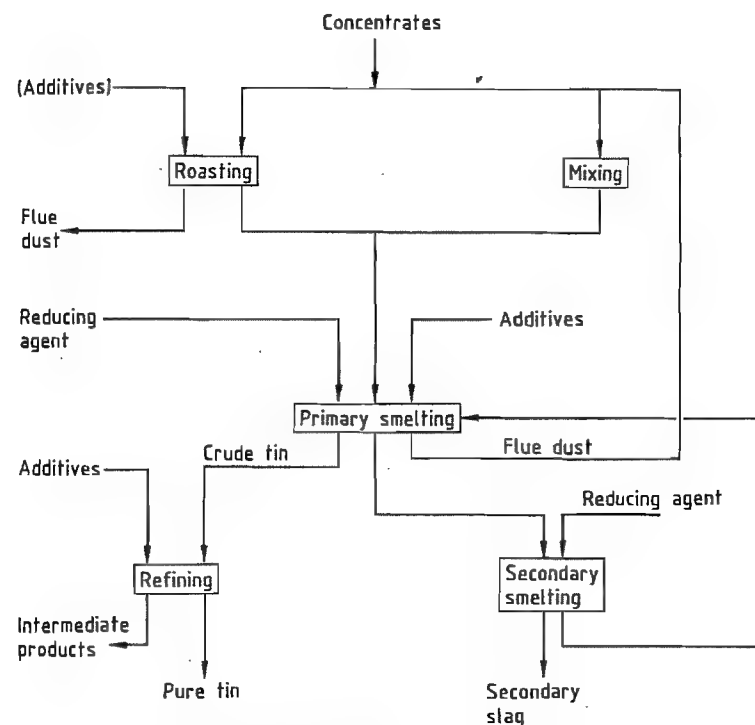 Concentrates
(Additives)
Roasting
Mixing
Flue
dust
Reducing
agent
Additives
Primary smelting
Crude tin
Flue dust
Additives
Reducing agent
Refining
Secondary
smelting
Intermediate
products
Pure tin
Secondary
slag